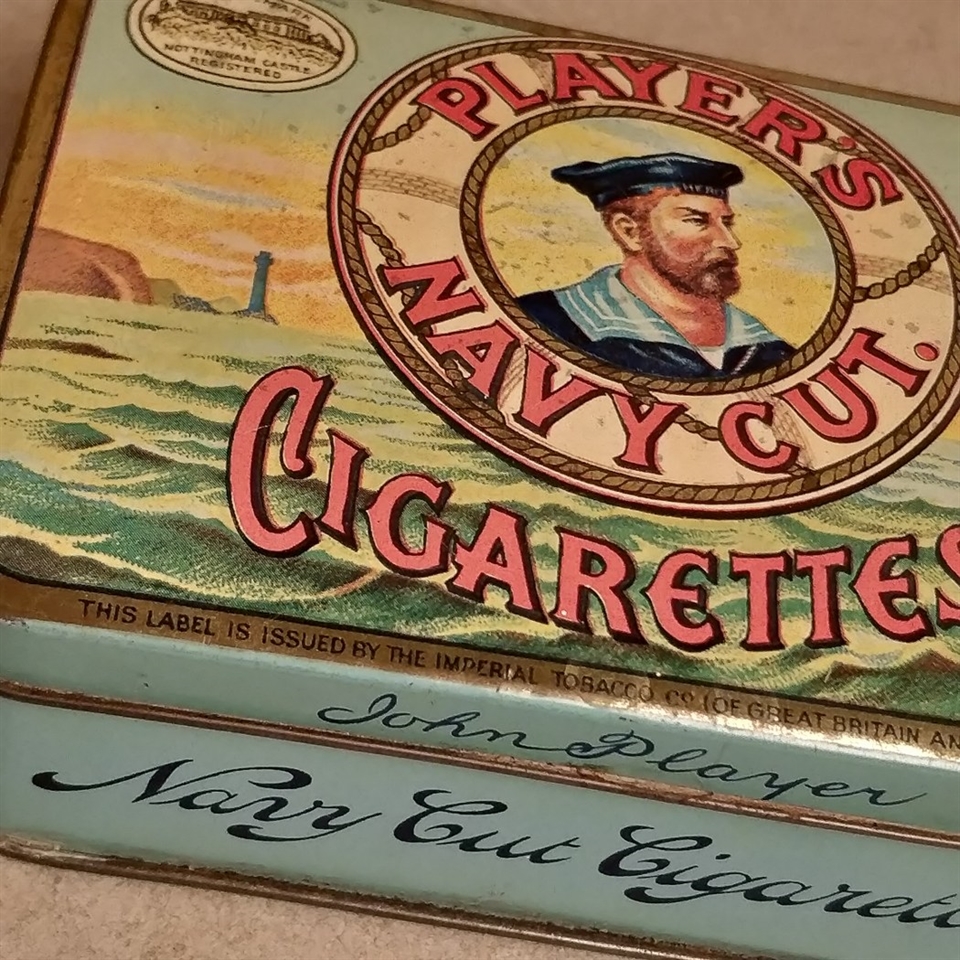 NOTTINGHAM CASTLE
REGISTERED
PLAYER'S
NAVY CUT.
CIGARETTES
THIS LABEL IS ISSUED BY THE IMPERIAL TOBACCO Co (OF GREAT BRITAIN AN
John Player
Navy Cut Cigarett